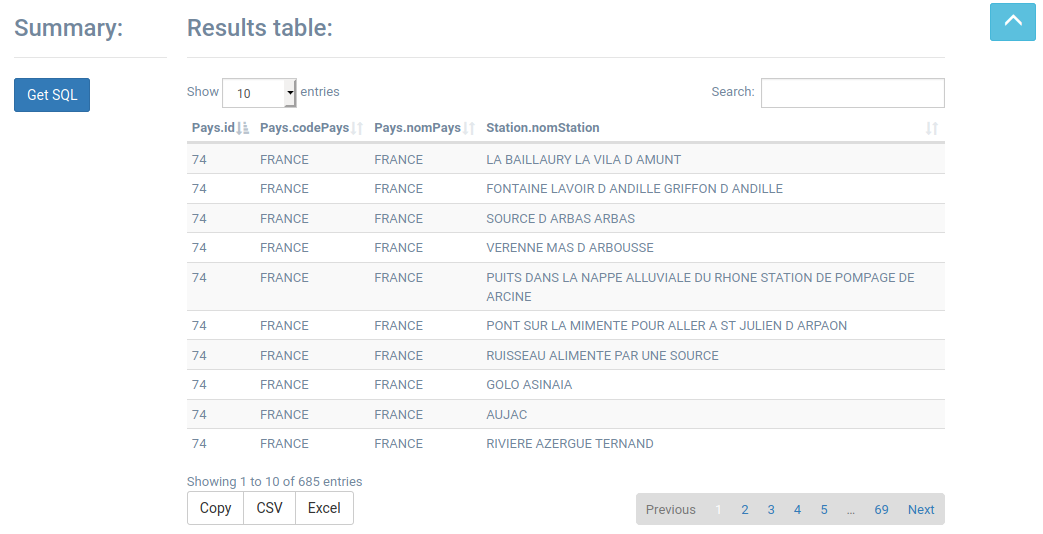 Summary:
Results table:
Get SQL
Show 10 entries
Search:
Pays.id Pays.codePays Pays.nomPays Station.nomStation
74 FRANCE FRANCE LA BAILLAURY LA VILA D AMUNT
74 FRANCE FRANCE FONTAINE LAVOIR D ANDILLE GRIFFON D ANDILLE
74 FRANCE FRANCE SOURCE D ARBAS ARBAS
74 FRANCE FRANCE VERENNE MAS D ARBOUSSE
74 FRANCE FRANCE PUITS DANS LA NAPPE ALLUVIALE DU RHONE STATION DE POMPAGE DE
ARCINE
74 FRANCE FRANCE PONT SUR LA MIMENTE POUR ALLER A ST JULIEN D ARPAON
74 FRANCE FRANCE RUISSEAU ALIMENTE PAR UNE SOURCE
74 FRANCE FRANCE GOLO ASINAIA
74 FRANCE FRANCE AUJAC
74 FRANCE FRANCE RIVIERE AZERGUE TERNAND
Showing 1 to 10 of 685 entries
Copy CSV Excel
Previous 1 2 3 4 5 ... 69 Next